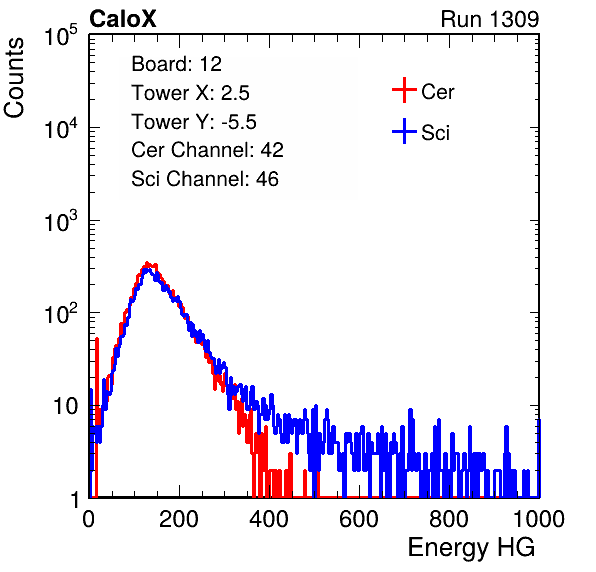 CaloX Run 1309
Counts
Board: 12
Tower X: 2.5
Tower Y: -5.5
Cer Channel: 42
Sci Channel: 46
Cer
Sci
10^5
10^4
10^3
10^2
10
1
0 200 400 600 800 1000
Energy HG